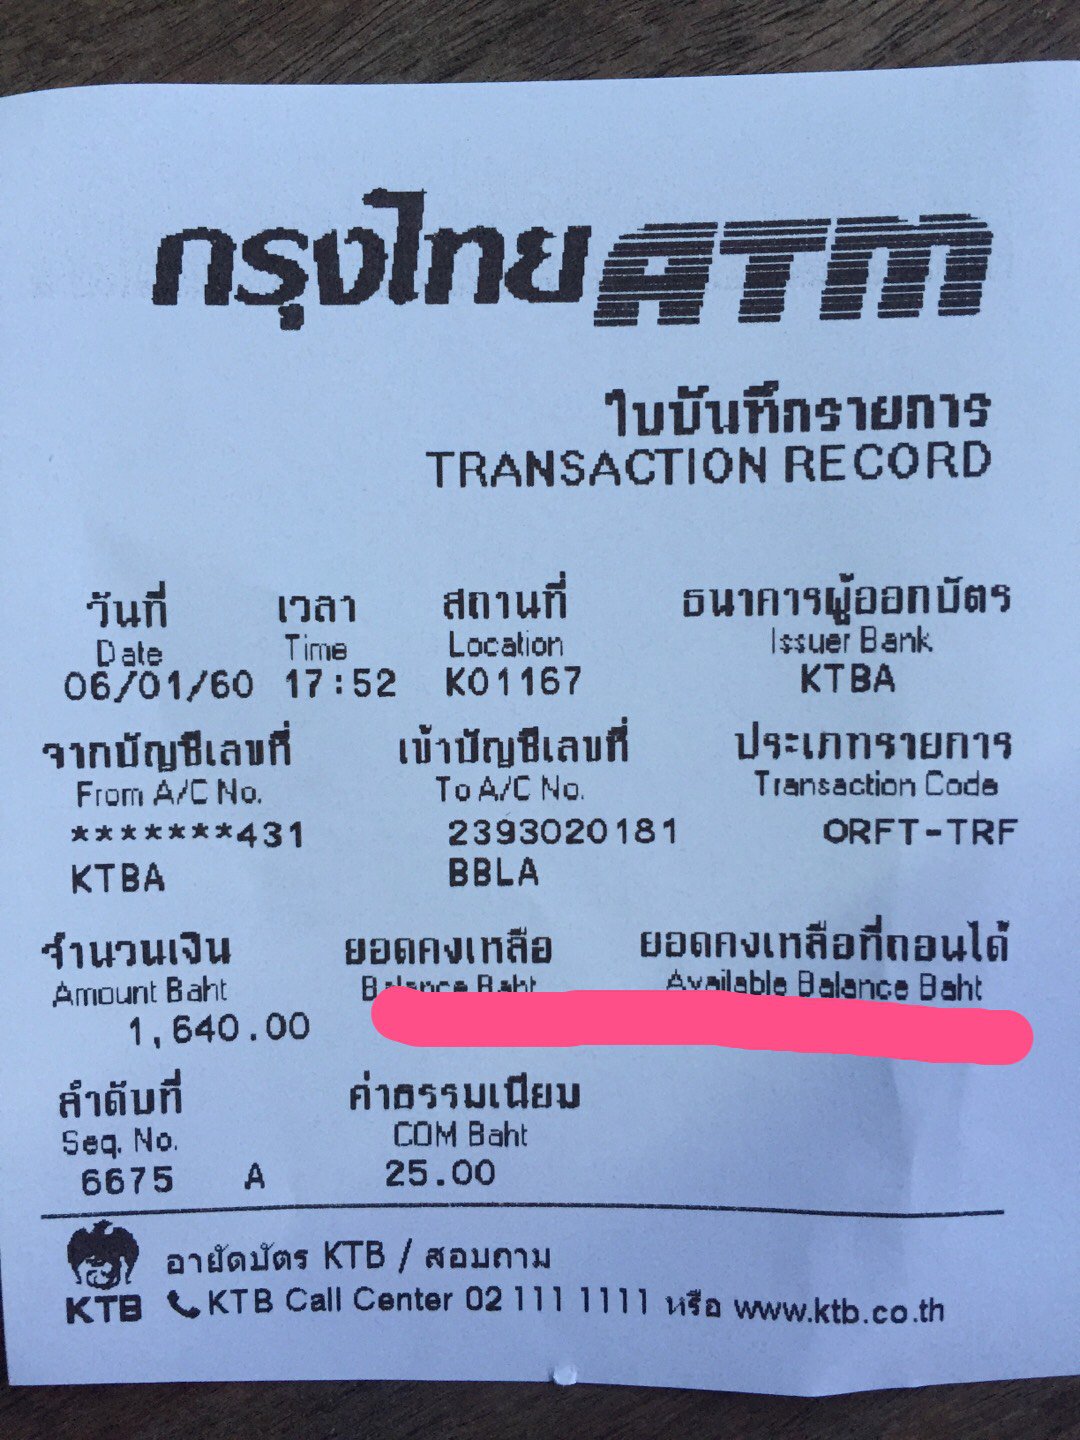 กรุงไทย ATM
ใบบันทึกรายการ
TRANSACTION RECORD
วันที่ เวลา สถานที่ ธนาคารผู้ออกบัตร
Date Time Location Issuer Bank
06/01/60 17:52 K01167 KTBA
จากบัญชีเลขที่ เข้าบัญชีเลขที่ ประเภทรายการ
From A/C No. To A/C No. Transaction Code
*******431 2393020181 ORFT-TRF
KTBA BBLA
จำนวนเงิน ยอดคงเหลือ ยอดคงเหลือที่ถอนได้
Amount Baht Balance Baht Available Balance Baht
1,640.00
ลำดับที่ ค่าธรรมเนียม
Seq. No. COM Baht
6675 A 25.00
อายัดบัตร KTB / สอบถาม
KTB KTB Call Center 02 111 1111 หรือ www.ktb.co.th